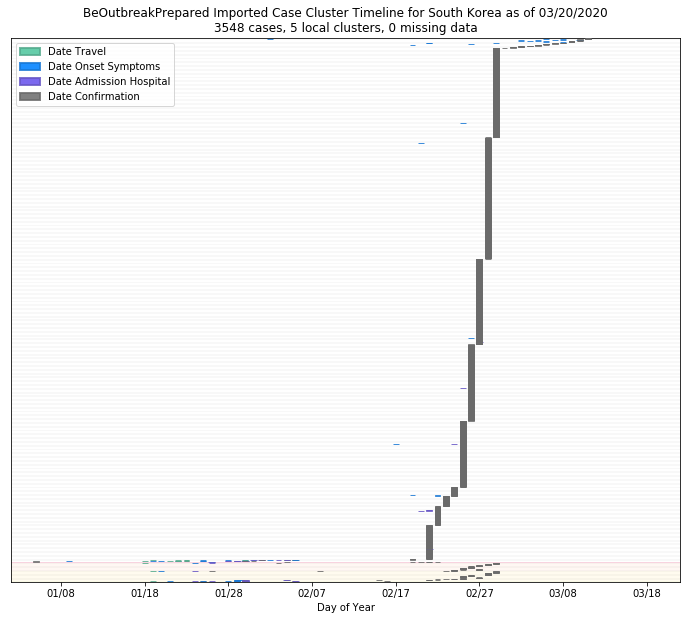 BeOutbreakPrepared Imported Case Cluster Timeline for South Korea as of 03/20/2020
3548 cases, 5 local clusters, 0 missing data
Date Travel
Date Onset Symptoms
Date Admission Hospital
Date Confirmation
01/08 01/18 01/28 02/07 02/17 02/27 03/08 03/18
Day of Year